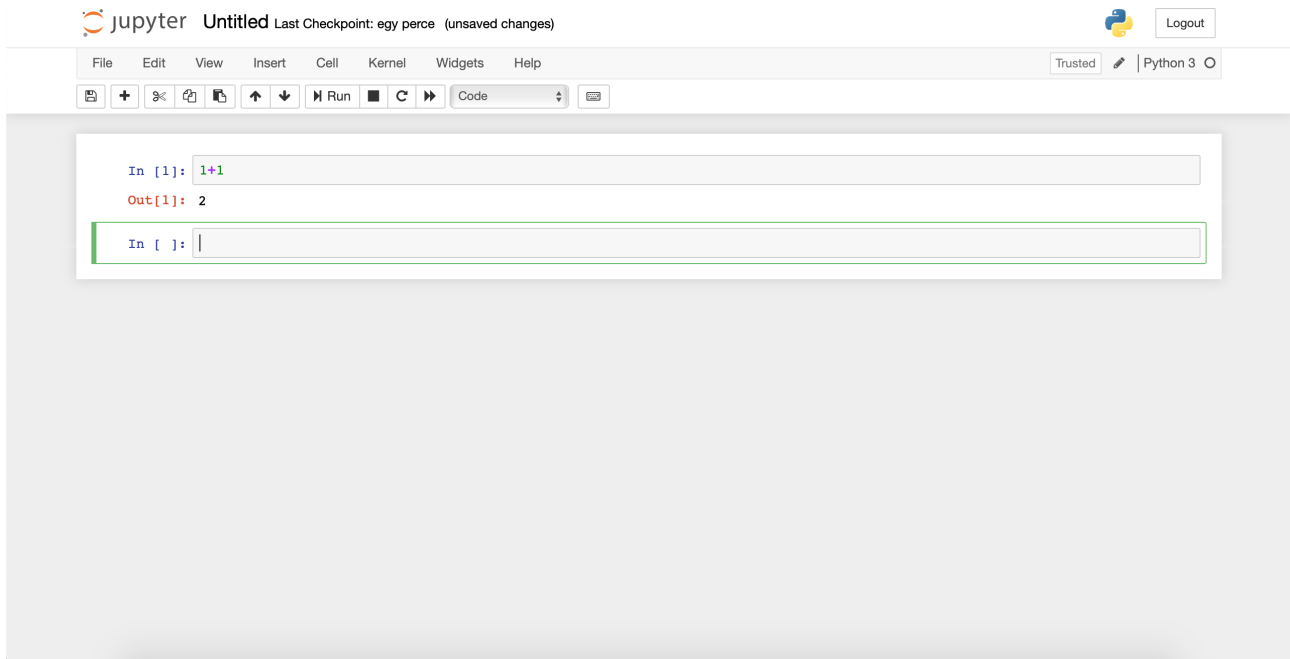 jupyter Untitled Last Checkpoint: egy perce (unsaved changes) Logout
File Edit View Insert Cell Kernel Widgets Help Trusted Python 3
Run Code
In [1]: 1+1
Out[1]: 2
In [ ]: